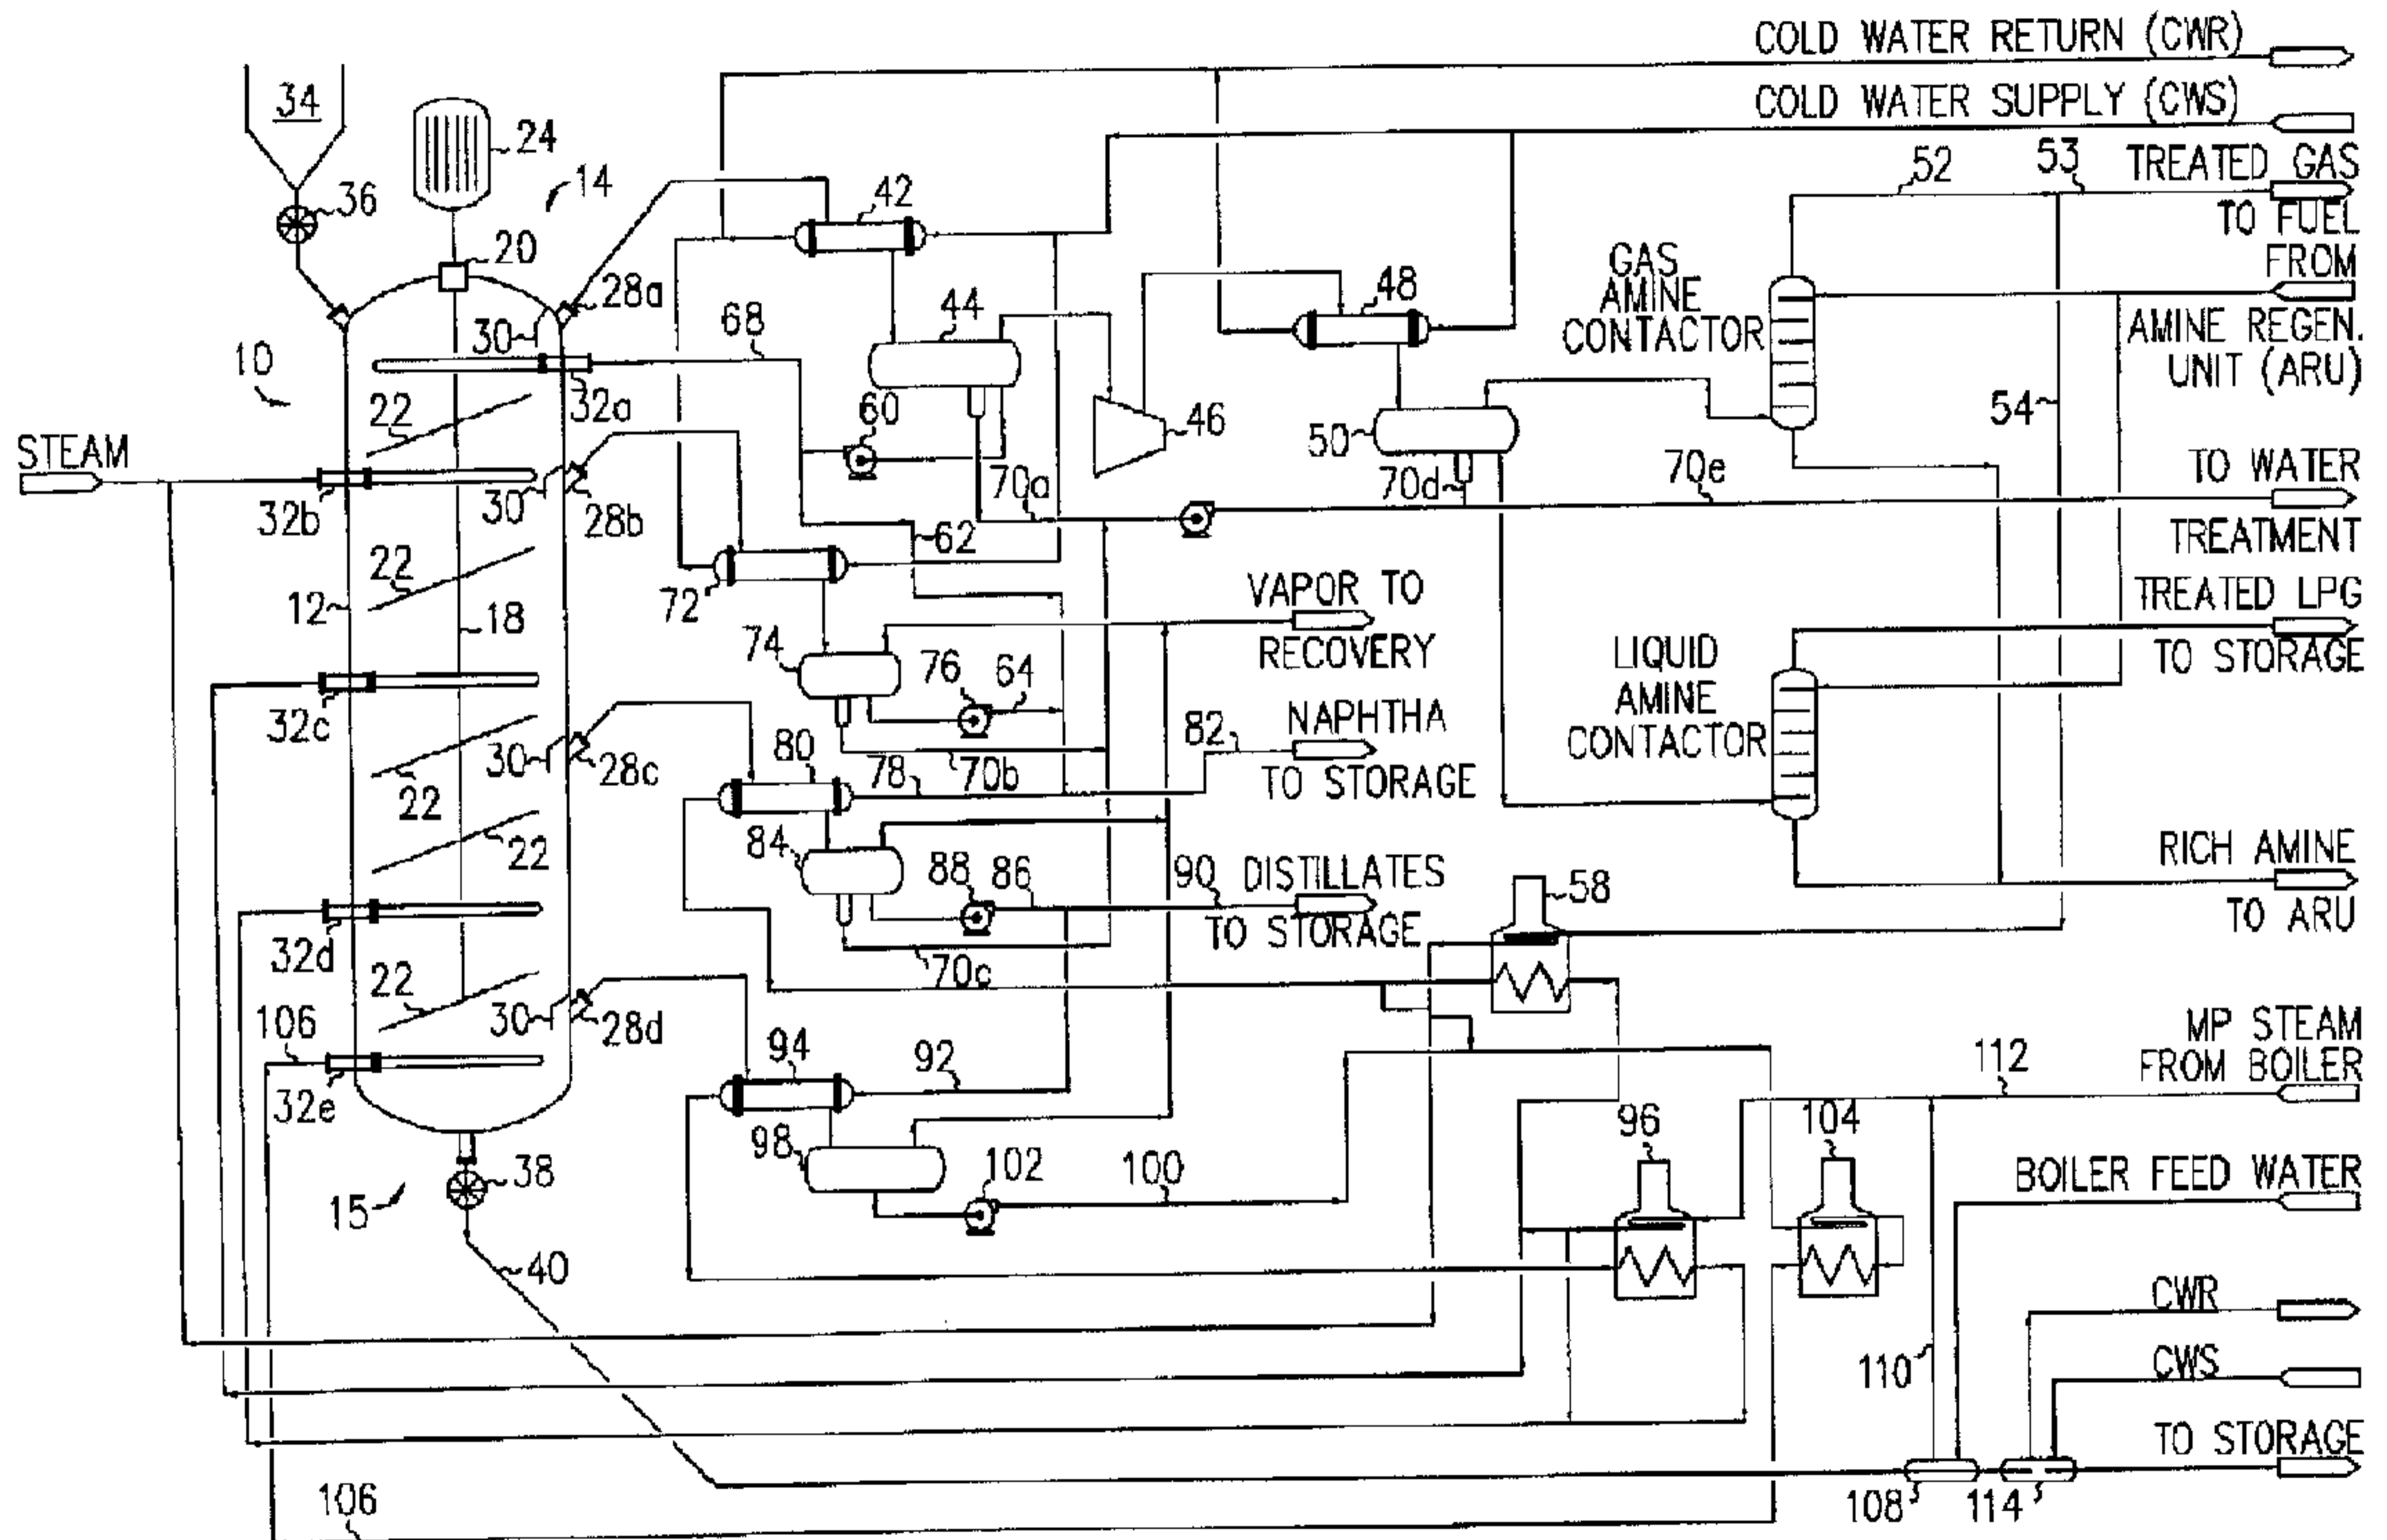 COLD WATER RETURN (CWR)
COLD WATER SUPPLY (CWS)
34
24
14
36
20
28a
30
42
52
53
TREATED GAS
TO FUEL
FROM
AMINE REGEN.
UNIT (ARU)
GAS
AMINE
CONTACTOR
48
44
68
10
32a
22
60
46
50
54
STEAM
32b
30
28b
70a
70d
70e
TO WATER
TREATMENT
62
22
12
72
18
VAPOR TO
RECOVERY
TREATED LPG
TO STORAGE
LIQUID
AMINE
CONTACTOR
74
76
64
32c
NAPHTHA
TO STORAGE
82
30
28c
80
78
70b
22
22
84
88
86
90
DISTILLATES
TO STORAGE
58
RICH AMINE
TO ARU
32d
70c
22
30
28d
106
32e
94
92
MP STEAM
FROM BOILER
112
96
104
98
102
100
BOILER FEED WATER
38
15
40
CWR
110
CWS
TO STORAGE
108
114
106